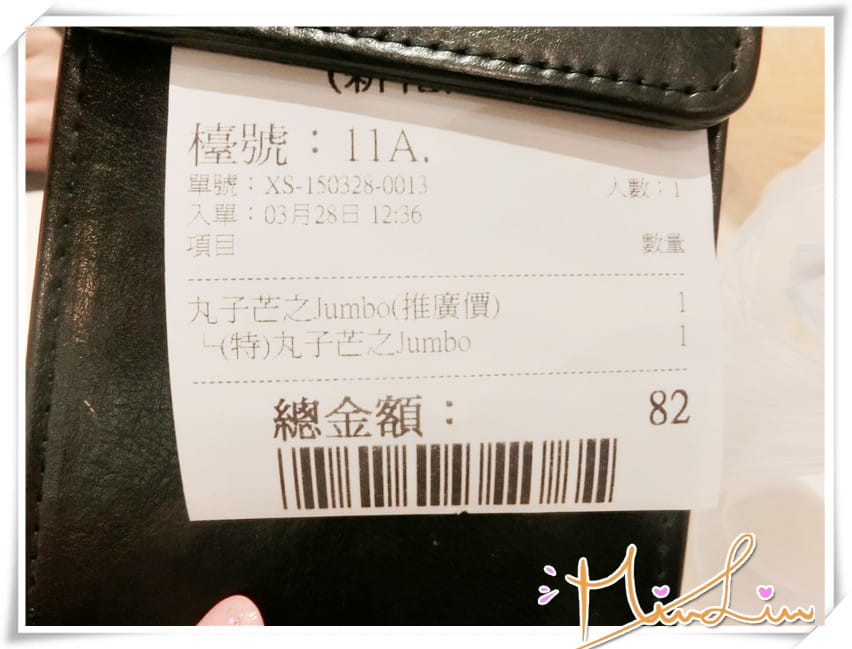 檯號：11A.
單號：XS-150328-0013 人數：1
入單：03月28日 12:36
項目 數量
丸子芒之Jumbo(推廣價) 1
└(特)丸子芒之Jumbo 1
總金額： 82
MinLin